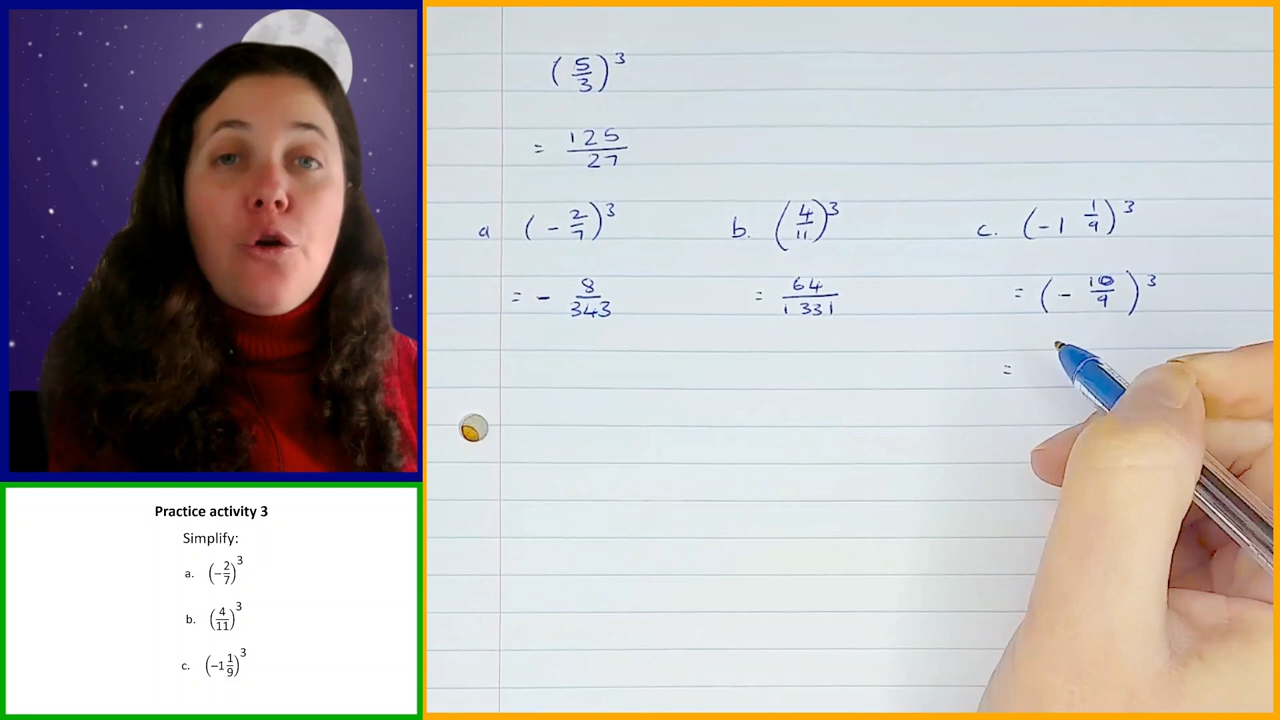 (5/3)³
= 125/27
a (-2/7)³
= - 8/343
b. (4/11)³
= 64/1331
c. (-1 1/9)³
= (- 10/9)³
=
Practice activity 3
Simplify:
a. (-2/7)³
b. (4/11)³
c. (-1 1/9)³